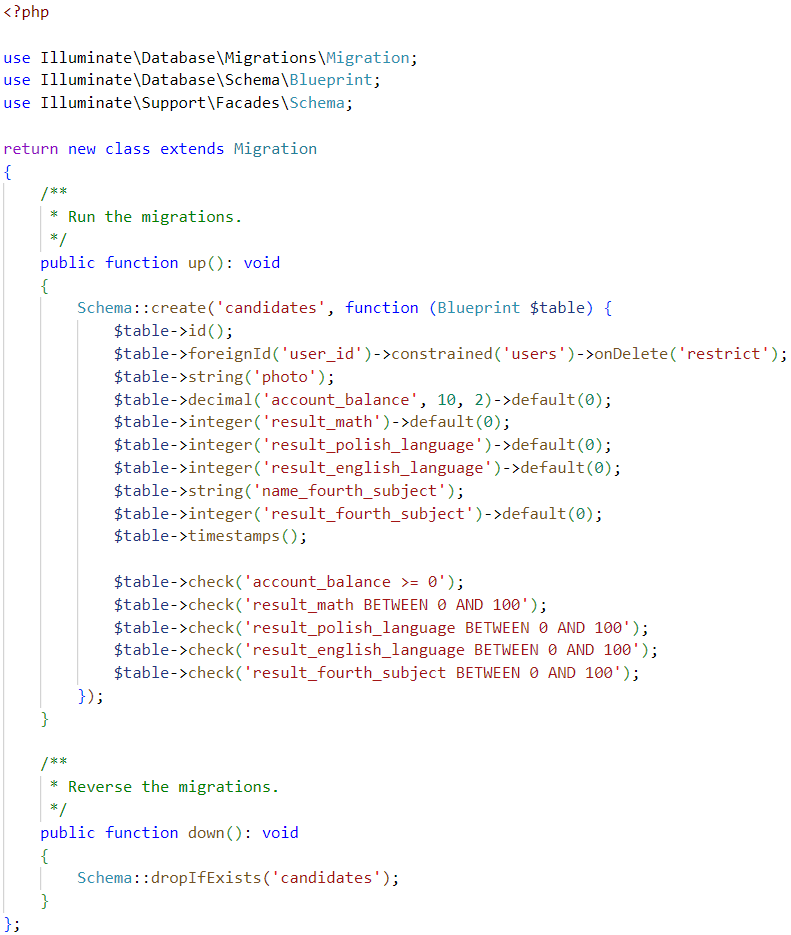 <?php
use Illuminate\Database\Migrations\Migration;
use Illuminate\Database\Schema\Blueprint;
use Illuminate\Support\Facades\Schema;
return new class extends Migration
{
    /**
     * Run the migrations.
     */
    public function up(): void
    {
        Schema::create('candidates', function (Blueprint $table) {
            $table->id();
            $table->foreignId('user_id')->constrained('users')->onDelete('restrict');
            $table->string('photo');
            $table->decimal('account_balance', 10, 2)->default(0);
            $table->integer('result_math')->default(0);
            $table->integer('result_polish_language')->default(0);
            $table->integer('result_english_language')->default(0);
            $table->string('name_fourth_subject');
            $table->integer('result_fourth_subject')->default(0);
            $table->timestamps();
            $table->check('account_balance >= 0');
            $table->check('result_math BETWEEN 0 AND 100');
            $table->check('result_polish_language BETWEEN 0 AND 100');
            $table->check('result_english_language BETWEEN 0 AND 100');
            $table->check('result_fourth_subject BETWEEN 0 AND 100');
        });
    }
    /**
     * Reverse the migrations.
     */
    public function down(): void
    {
        Schema::dropIfExists('candidates');
    }
};